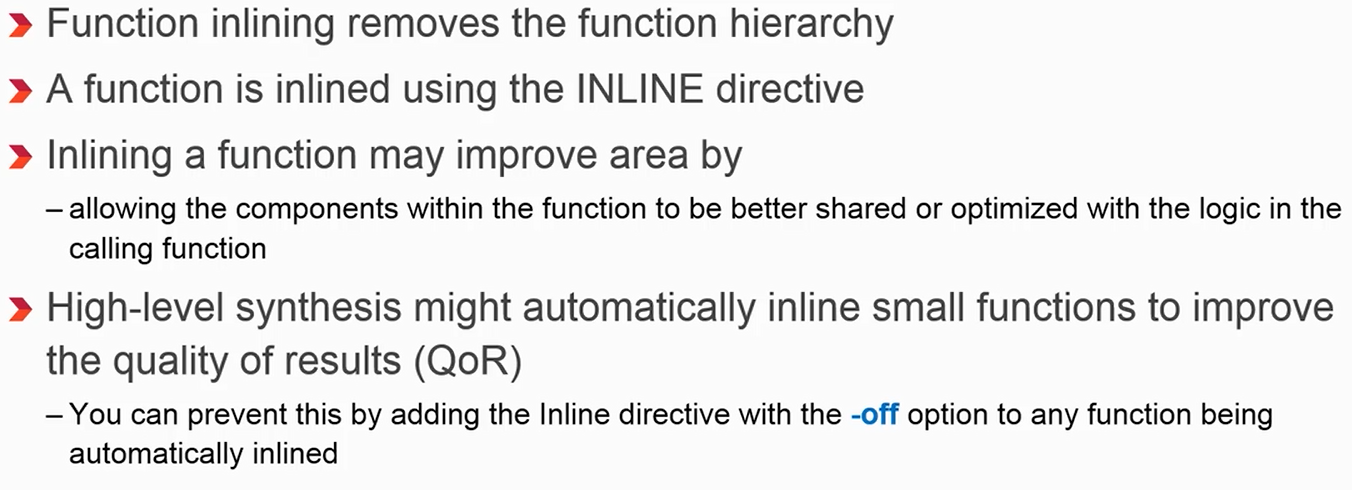 Function inlining removes the function hierarchy
A function is inlined using the INLINE directive
Inlining a function may improve area by
– allowing the components within the function to be better shared or optimized with the logic in the
calling function
High-level synthesis might automatically inline small functions to improve
the quality of results (QoR)
– You can prevent this by adding the Inline directive with the -off option to any function being
automatically inlined